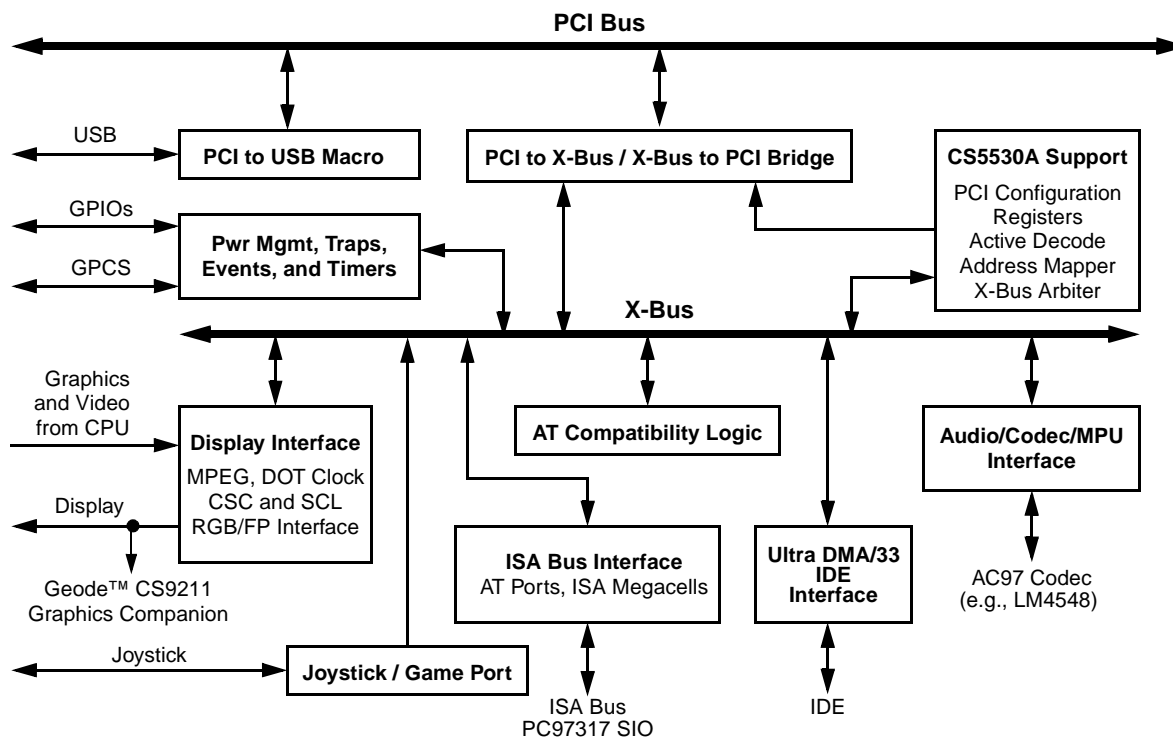 PCI Bus
USB
PCI to USB Macro
PCI to X-Bus / X-Bus to PCI Bridge
CS5530A Support
PCI Configuration
Registers
Active Decode
Address Mapper
X-Bus Arbiter
GPIOs
GPCS
Pwr Mgmt, Traps,
Events, and Timers
X-Bus
Graphics
and Video
from CPU
Display
Display Interface
MPEG, DOT Clock
CSC and SCL
RGB/FP Interface
Geode™ CS9211
Graphics Companion
Joystick
Joystick / Game Port
AT Compatibility Logic
ISA Bus Interface
AT Ports, ISA Megacells
ISA Bus
PC97317 SIO
Ultra DMA/33
IDE
Interface
IDE
Audio/Codec/MPU
Interface
AC97 Codec
(e.g., LM4548)